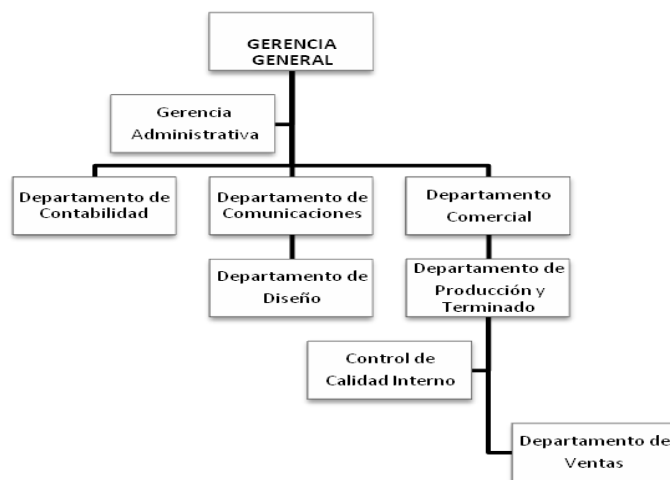 GERENCIA
GENERAL
Gerencia
Administrativa
Departamento de
Contabilidad
Departamento de
Comunicaciones
Departamento
Comercial
Departamento de
Diseño
Departamento de
Producción y
Terminado
Control de
Calidad Interno
Departamento de
Ventas